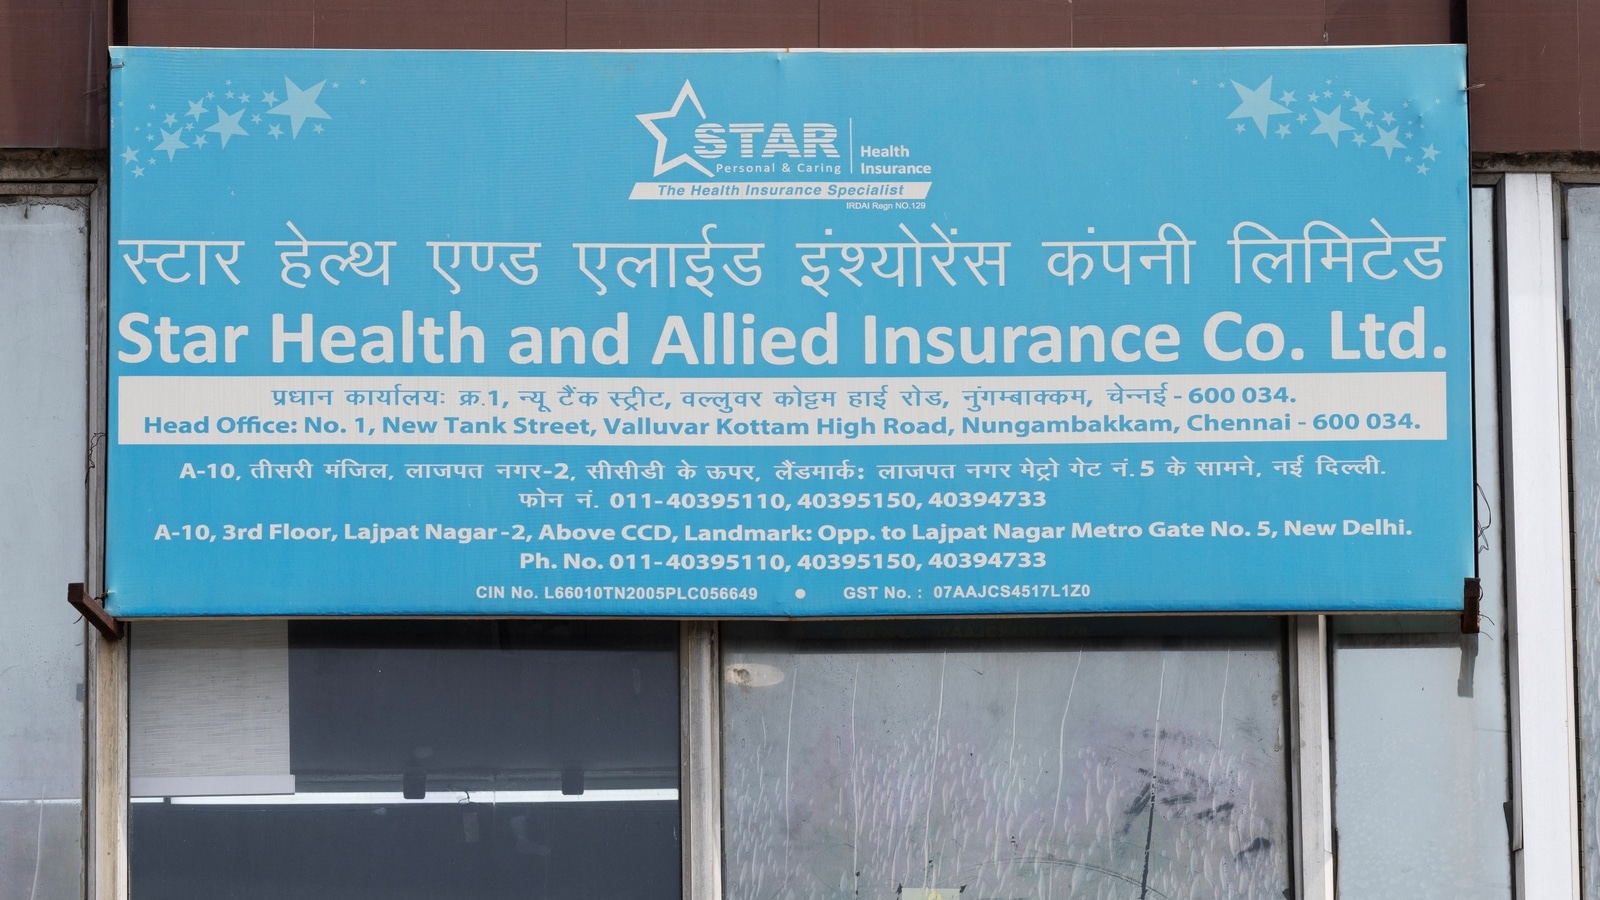 STAR Health
Personal & Caring Insurance
The Health Insurance Specialist
IRDAI Regn NO.129
स्टार हेल्थ एण्ड एलाईड इंश्योरेंस कंपनी लिमिटेड
Star Health and Allied Insurance Co. Ltd.
प्रधान कार्यालयः क्र.1, न्यू टैंक स्ट्रीट, वल्लुवर कोट्टम हाई रोड, नुंगम्बाक्कम, चेन्नई - 600 034.
Head Office: No. 1, New Tank Street, Valluvar Kottam High Road, Nungambakkam, Chennai - 600 034.
A-10, तीसरी मंजिल, लाजपत नगर-2, सीसीडी के ऊपर, लैंडमार्क: लाजपत नगर मेट्रो गेट नं. 5 के सामने, नई दिल्ली.
फोन नं. 011-40395110, 40395150, 40394733
A-10, 3rd Floor, Lajpat Nagar -2, Above CCD, Landmark: Opp. to Lajpat Nagar Metro Gate No. 5, New Delhi.
Ph. No. 011-40395110, 40395150, 40394733
CIN No. L66010TN2005PLC056649 • GST No. : 07AAJCS4517L1Z0